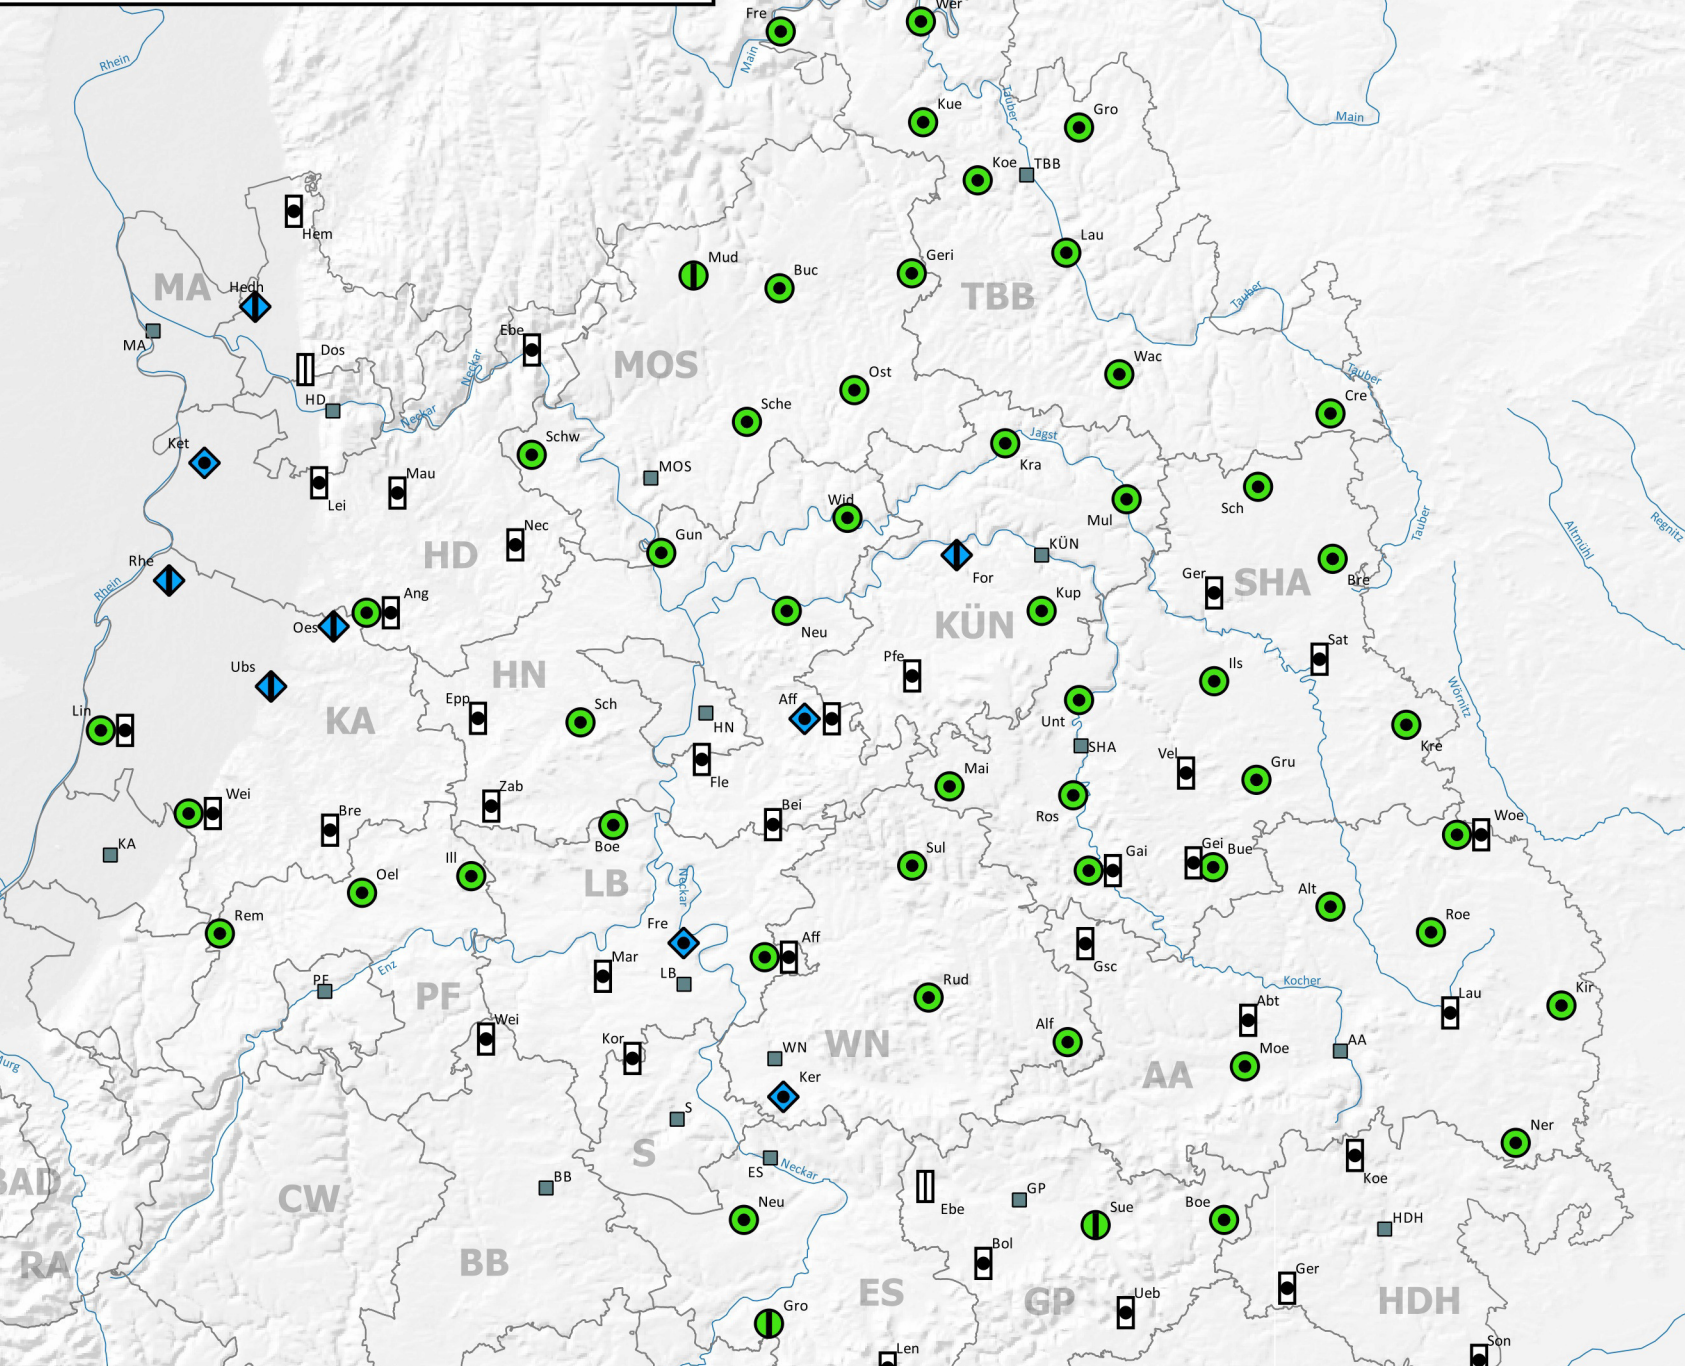 Fre
Wer
Rhein
Main
Kue
Tauber
Gro
Main
Koe
TBB
Hem
Lau
MA
Hedh
Mud
Buc
Geri
TBB
Tauber
MA
Dos
Ebe
Neckar
MOS
Wac
Tauber
HD
Neckar
Ost
Cre
Sche
Ket
Schw
Jagst
Kra
Lei
Mau
MOS
Wid
Mul
Sch
Tauber
Altmühl
Regnitz
Nec
HD
Gun
For
KÜN
Rhe
Rhein
Bre
Ger
SHA
Ang
Oes
Neu
KÜN
Kup
Ubs
HN
Pfe
Sat
Ils
Wörnitz
Lin
KA
Epp
Sch
HN
Aff
Unt
SHA
Kre
Fle
Vel
Gru
Mai
Wei
Bre
Zab
Bei
Ros
Woe
KA
Boe
Sul
Gai
Gei
Bue
Oel
Ill
LB
Neckar
Alt
Roe
Rem
Fre
Aff
Gsc
Enz
Mar
LB
PF
PF
Rud
Kocher
Lau
Kir
Abt
Wei
Kor
WN
WN
Alf
Moe
AA
AA
Murg
Ker
S
S
Ner
ES
Neckar
Koe
BAD
CW
BB
Neu
Ebe
GP
Sue
Boe
HDH
RA
BB
Bol
Ger
ES
GP
Ueb
HDH
Gro
Len
Son